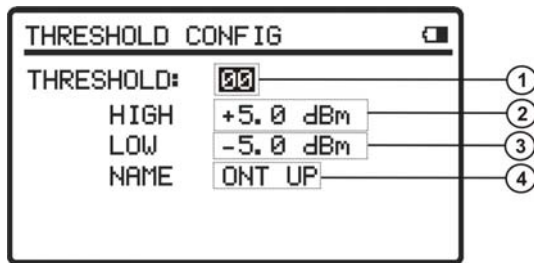 THRESHOLD CONFIG
THRESHOLD: 00 1
HIGH +5.0 dBm 2
LOW -5.0 dBm 3
NAME ONT UP 4